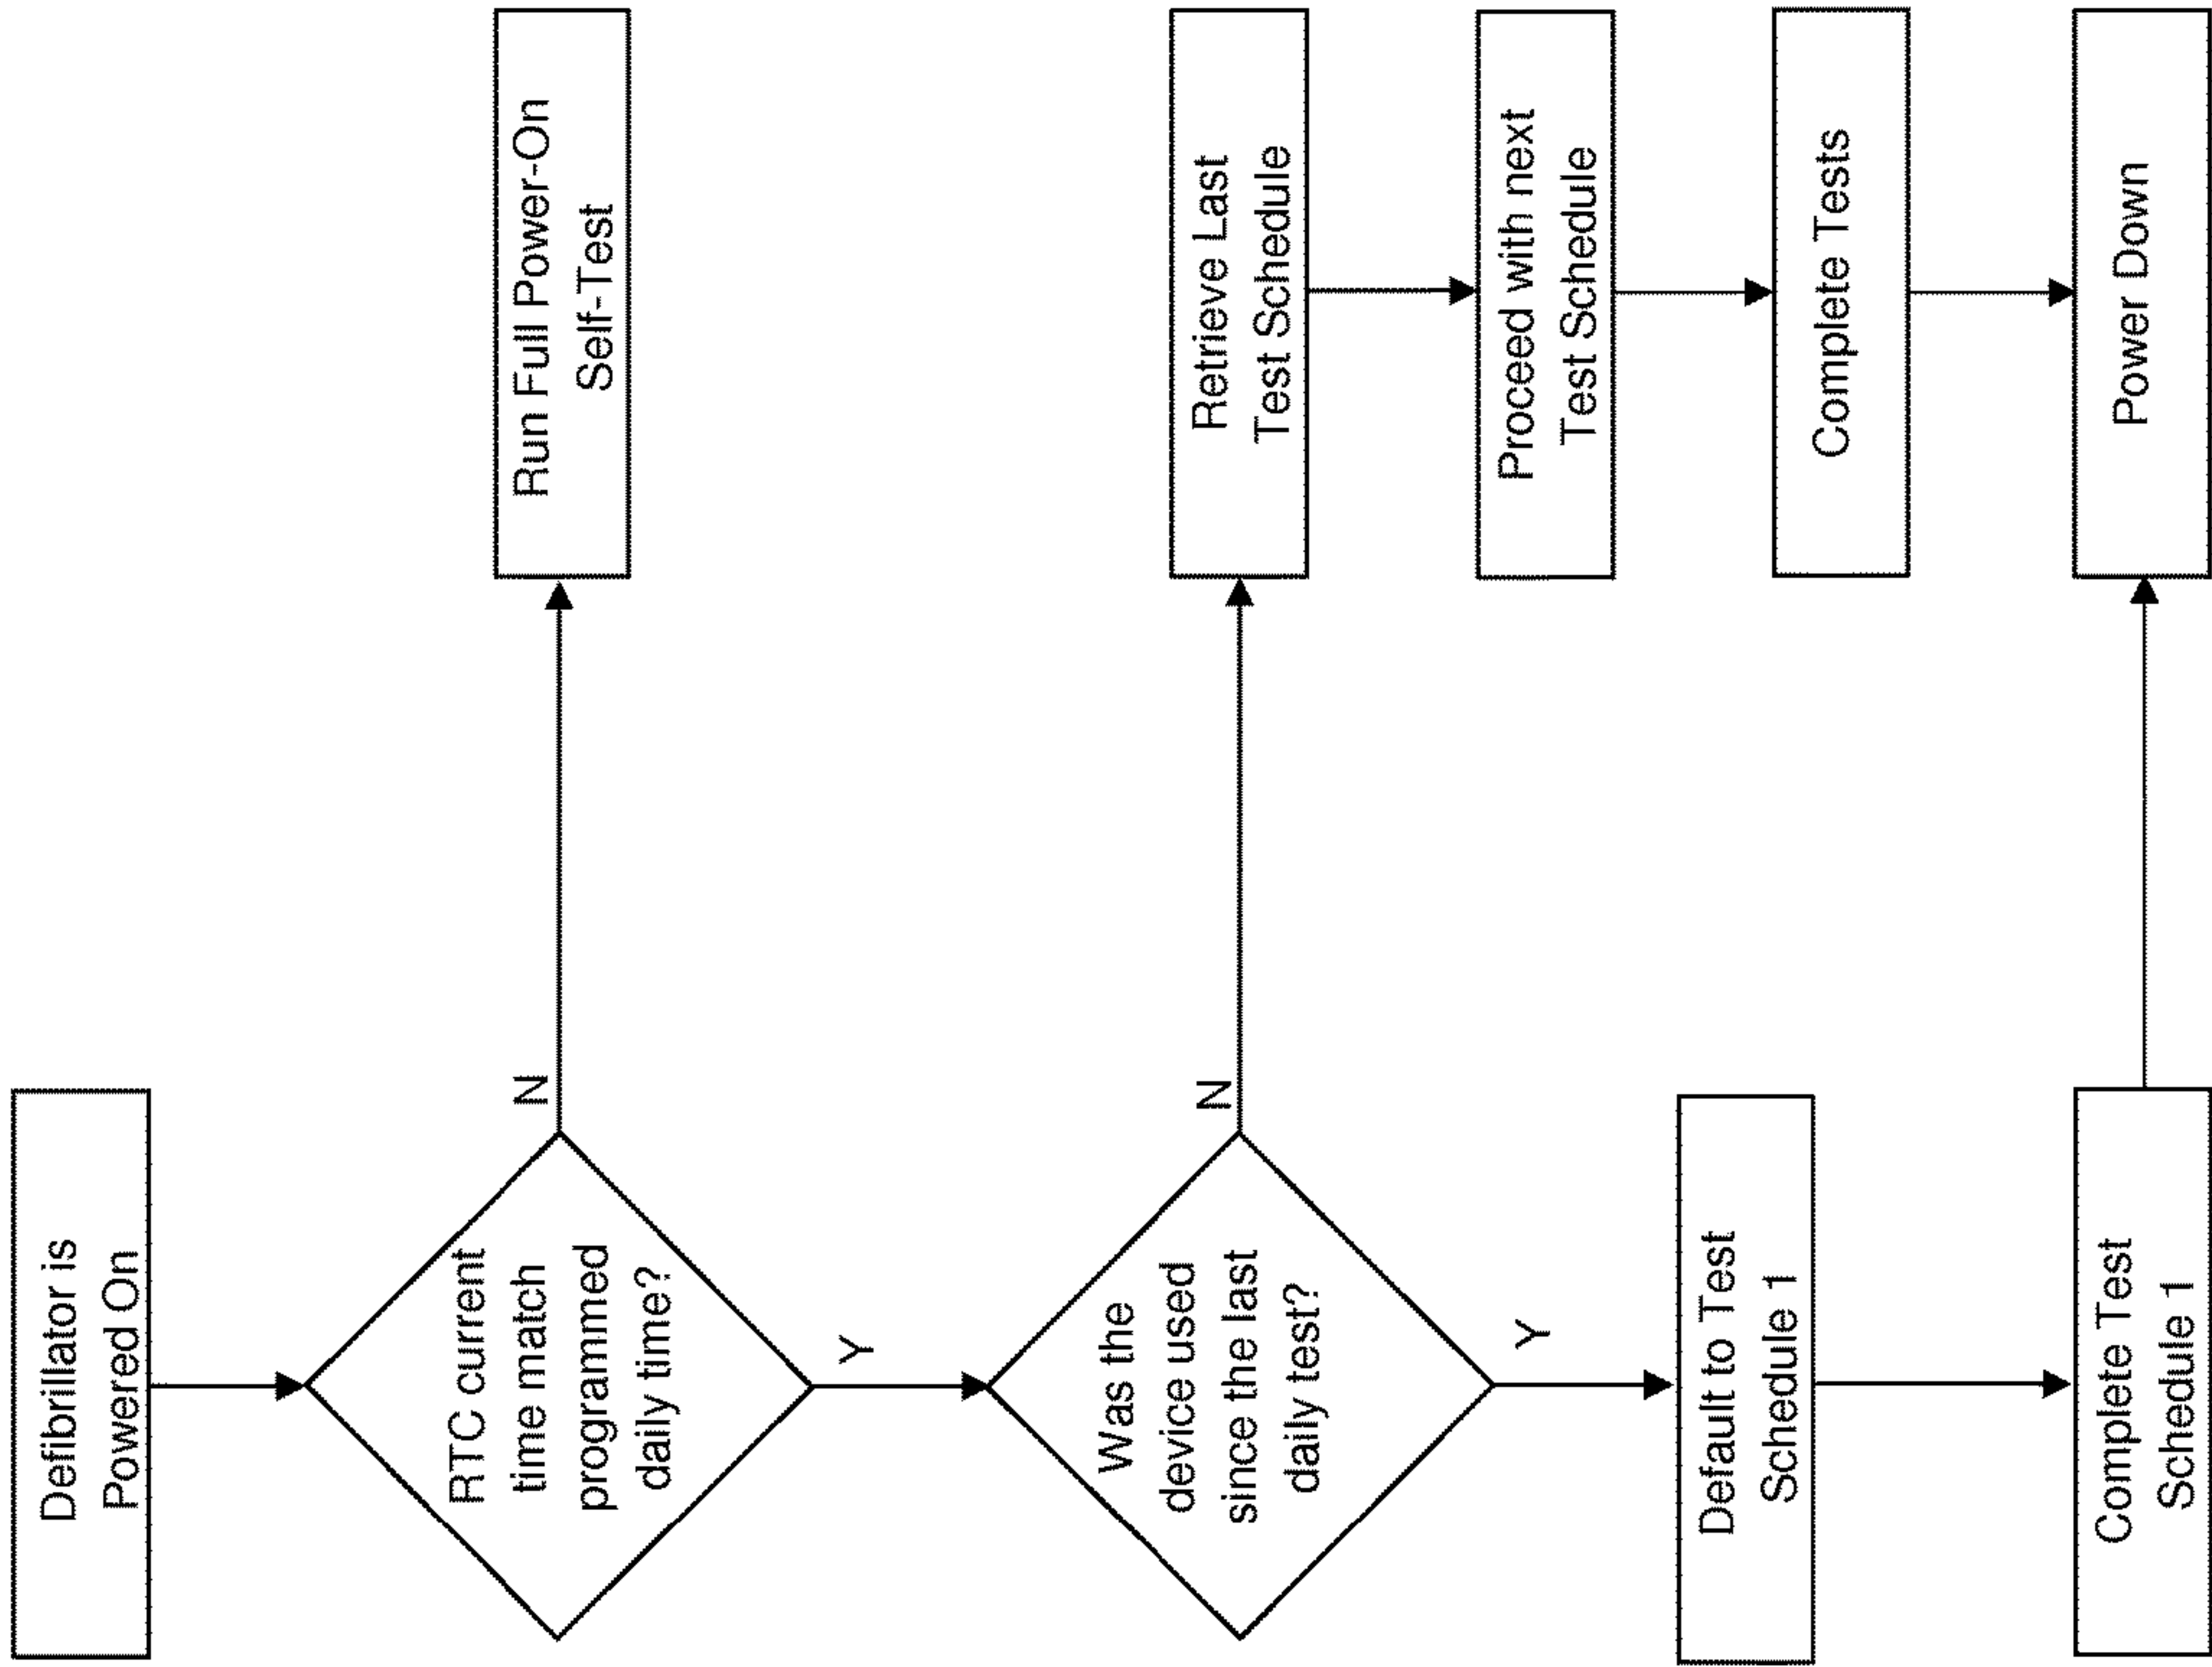 Defibrillator is
Powered On
RTC current
time match
programmed
daily time?
N
Run Full Power-On
Self-Test
Y
Was the
device used
since the last
daily test?
N
Retrieve Last
Test Schedule
Proceed with next
Test Schedule
Complete Tests
Y
Default to Test
Schedule 1
Complete Test
Schedule 1
Power Down